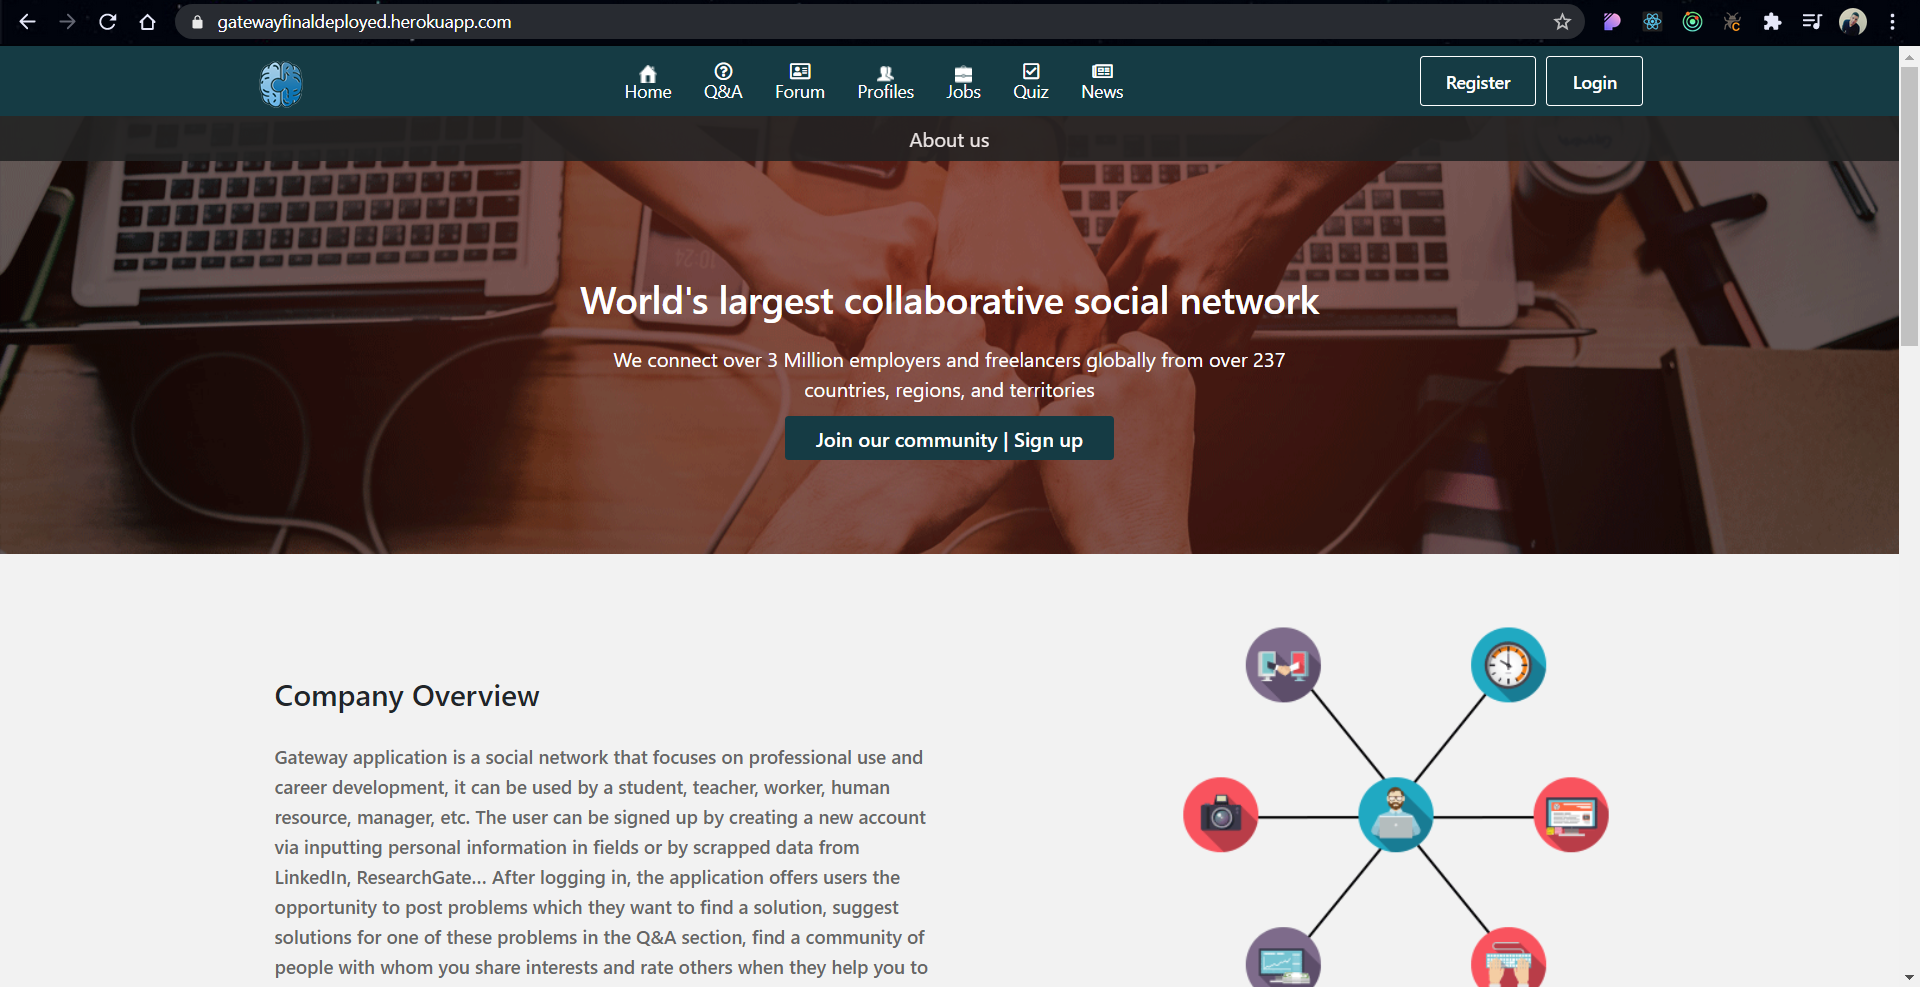 gatewayfinaldeployed.herokuapp.com
Home Q&A Forum Profiles Jobs Quiz News Register Login
About us
World's largest collaborative social network
We connect over 3 Million employers and freelancers globally from over 237
countries, regions, and territories
Join our community | Sign up
Company Overview
Gateway application is a social network that focuses on professional use and
career development, it can be used by a student, teacher, worker, human
resource, manager, etc. The user can be signed up by creating a new account
via inputting personal information in fields or by scrapped data from
LinkedIn, ResearchGate... After logging in, the application offers users the
opportunity to post problems which they want to find a solution, suggest
solutions for one of these problems in the Q&A section, find a community of
people with whom you share interests and rate others when they help you to